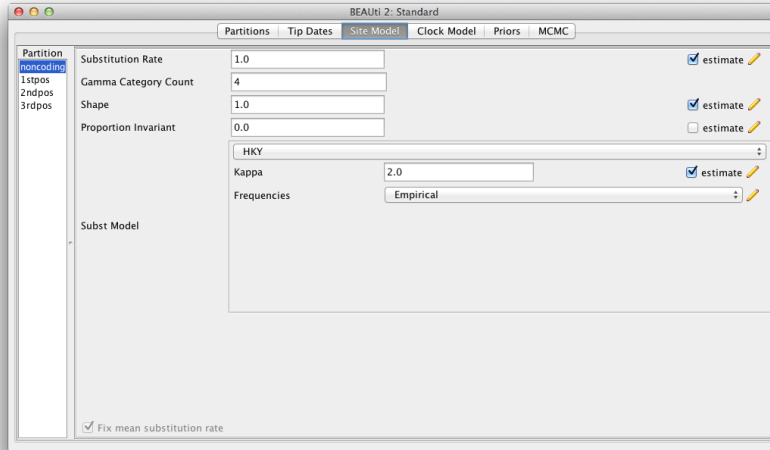 BEAUti 2: Standard
Partitions Tip Dates Site Model Clock Model Priors MCMC
Partition
noncoding
1stpos
2ndpos
3rdpos
Substitution Rate 1.0 estimate
Gamma Category Count 4
Shape 1.0 estimate
Proportion Invariant 0.0 estimate
HKY
Kappa 2.0 estimate
Frequencies Empirical
Subst Model
Fix mean substitution rate